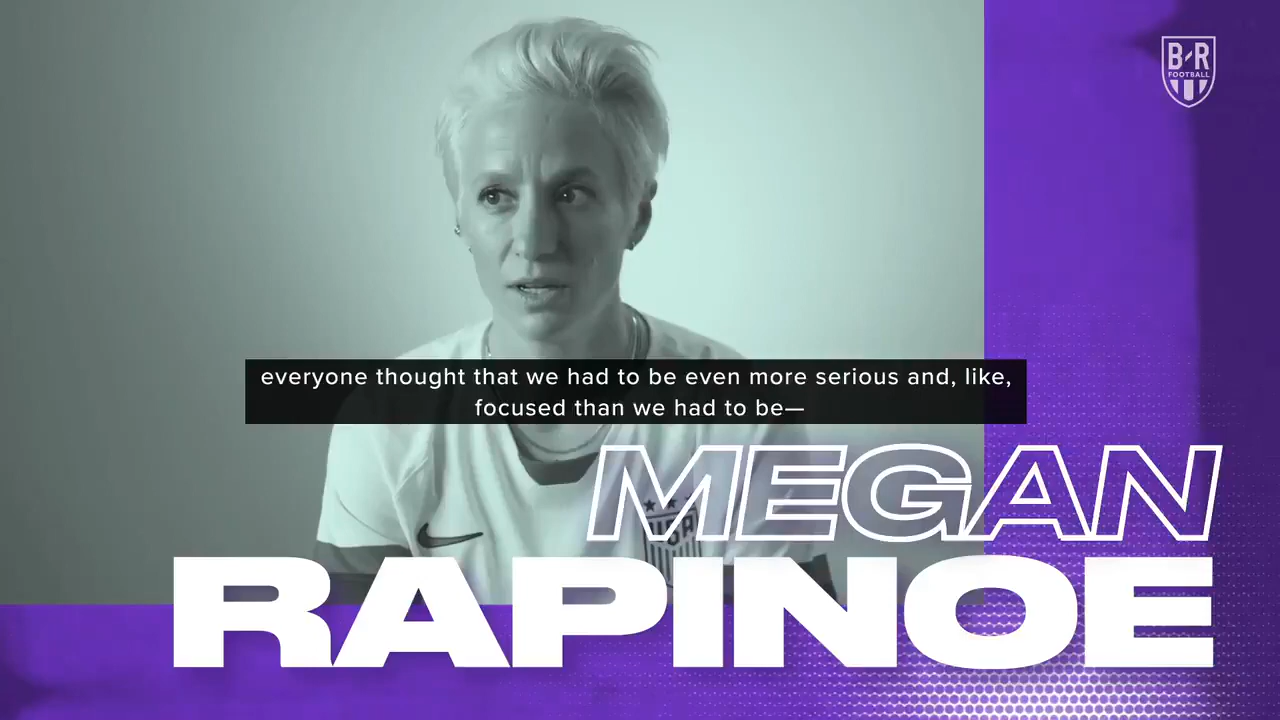 B/R
FOOTBALL
everyone thought that we had to be even more serious and, like,
focused than we had to be—
MEGAN
USA
RAPINOE